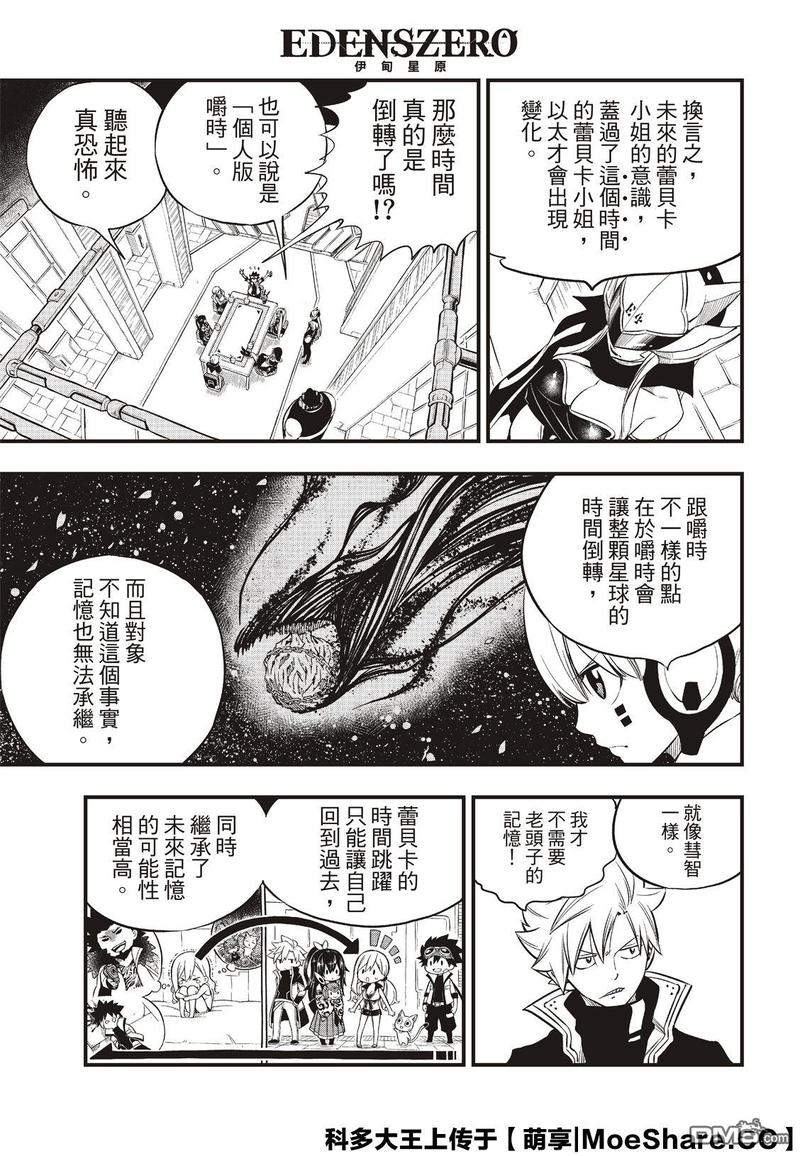 EDENSZERO
伊甸星原
換言之，
未來的蕾貝卡
小姐的意識，
蓋過了這個時間
的蕾貝卡小姐，
以太才會出現
變化。
那麼時間
真的是
倒轉了嗎!?
也可以說是
「個人版
嚼時」。
聽起來
真恐怖。
跟嚼時
不一樣的點
在於嚼時會
讓整顆星球的
時間倒轉，
而且對象
不知道這個事實，
記憶也無法承繼。
就像彗智
一樣。
我才
不需要
老頭子的
記憶！
蕾貝卡的
時間跳躍
只能讓自己
回到過去，
同時
繼承了
未來記憶
的可能性
相當高。
科多大王上传于【萌享|MoeShare.CC】